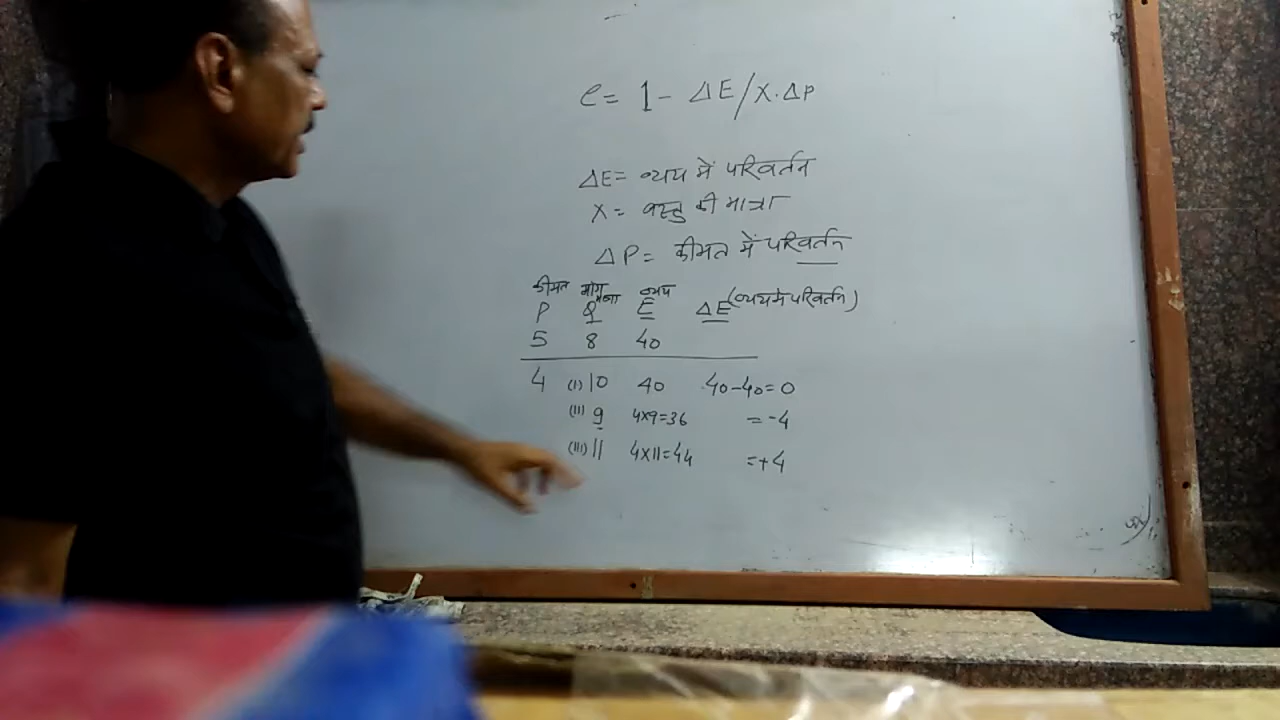 e = 1 - ΔE/X.ΔP
ΔE = व्यय में परिवर्तन
X = वस्तु की मात्रा
ΔP = कीमत में परिवर्तन
कीमत मांग व्यय
P Q E ΔE (व्यय में परिवर्तन)
5 8 40
4 (I) 10 40 40-40=0
(II) 9 4x9=36 =-4
(III) 11 4x11=44 =+4